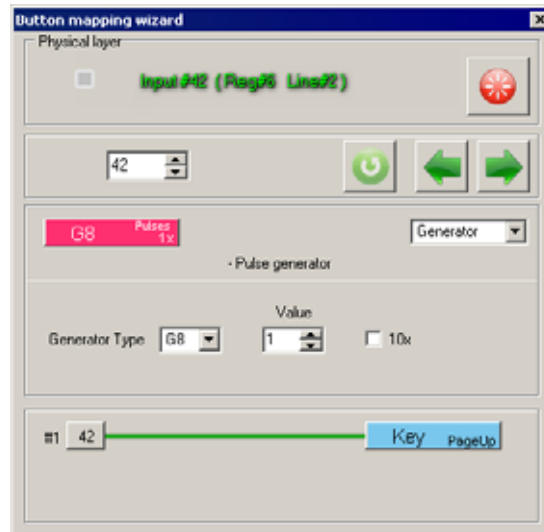 Button mapping wizard
Physical layer
Input #42 (Reg#6 Line#2)
42
G8 Pulses 1x
Generator
- Pulse generator
Value
Generator Type G8 1 10x
#1 42 Key PageUp